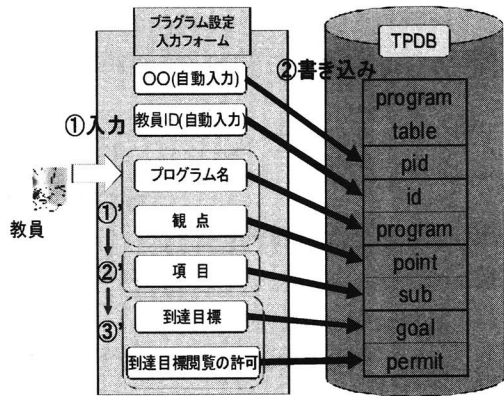 プラグラム設定
入力フォーム
〇〇(自動入力)
教員ID(自動入力)
①入力
プログラム名
教員
①'
観 点
②'
項 目
③'
到達目標
到達目標閲覧の許可
TPDB
②書き込み
program
table
pid
id
program
point
sub
goal
permit